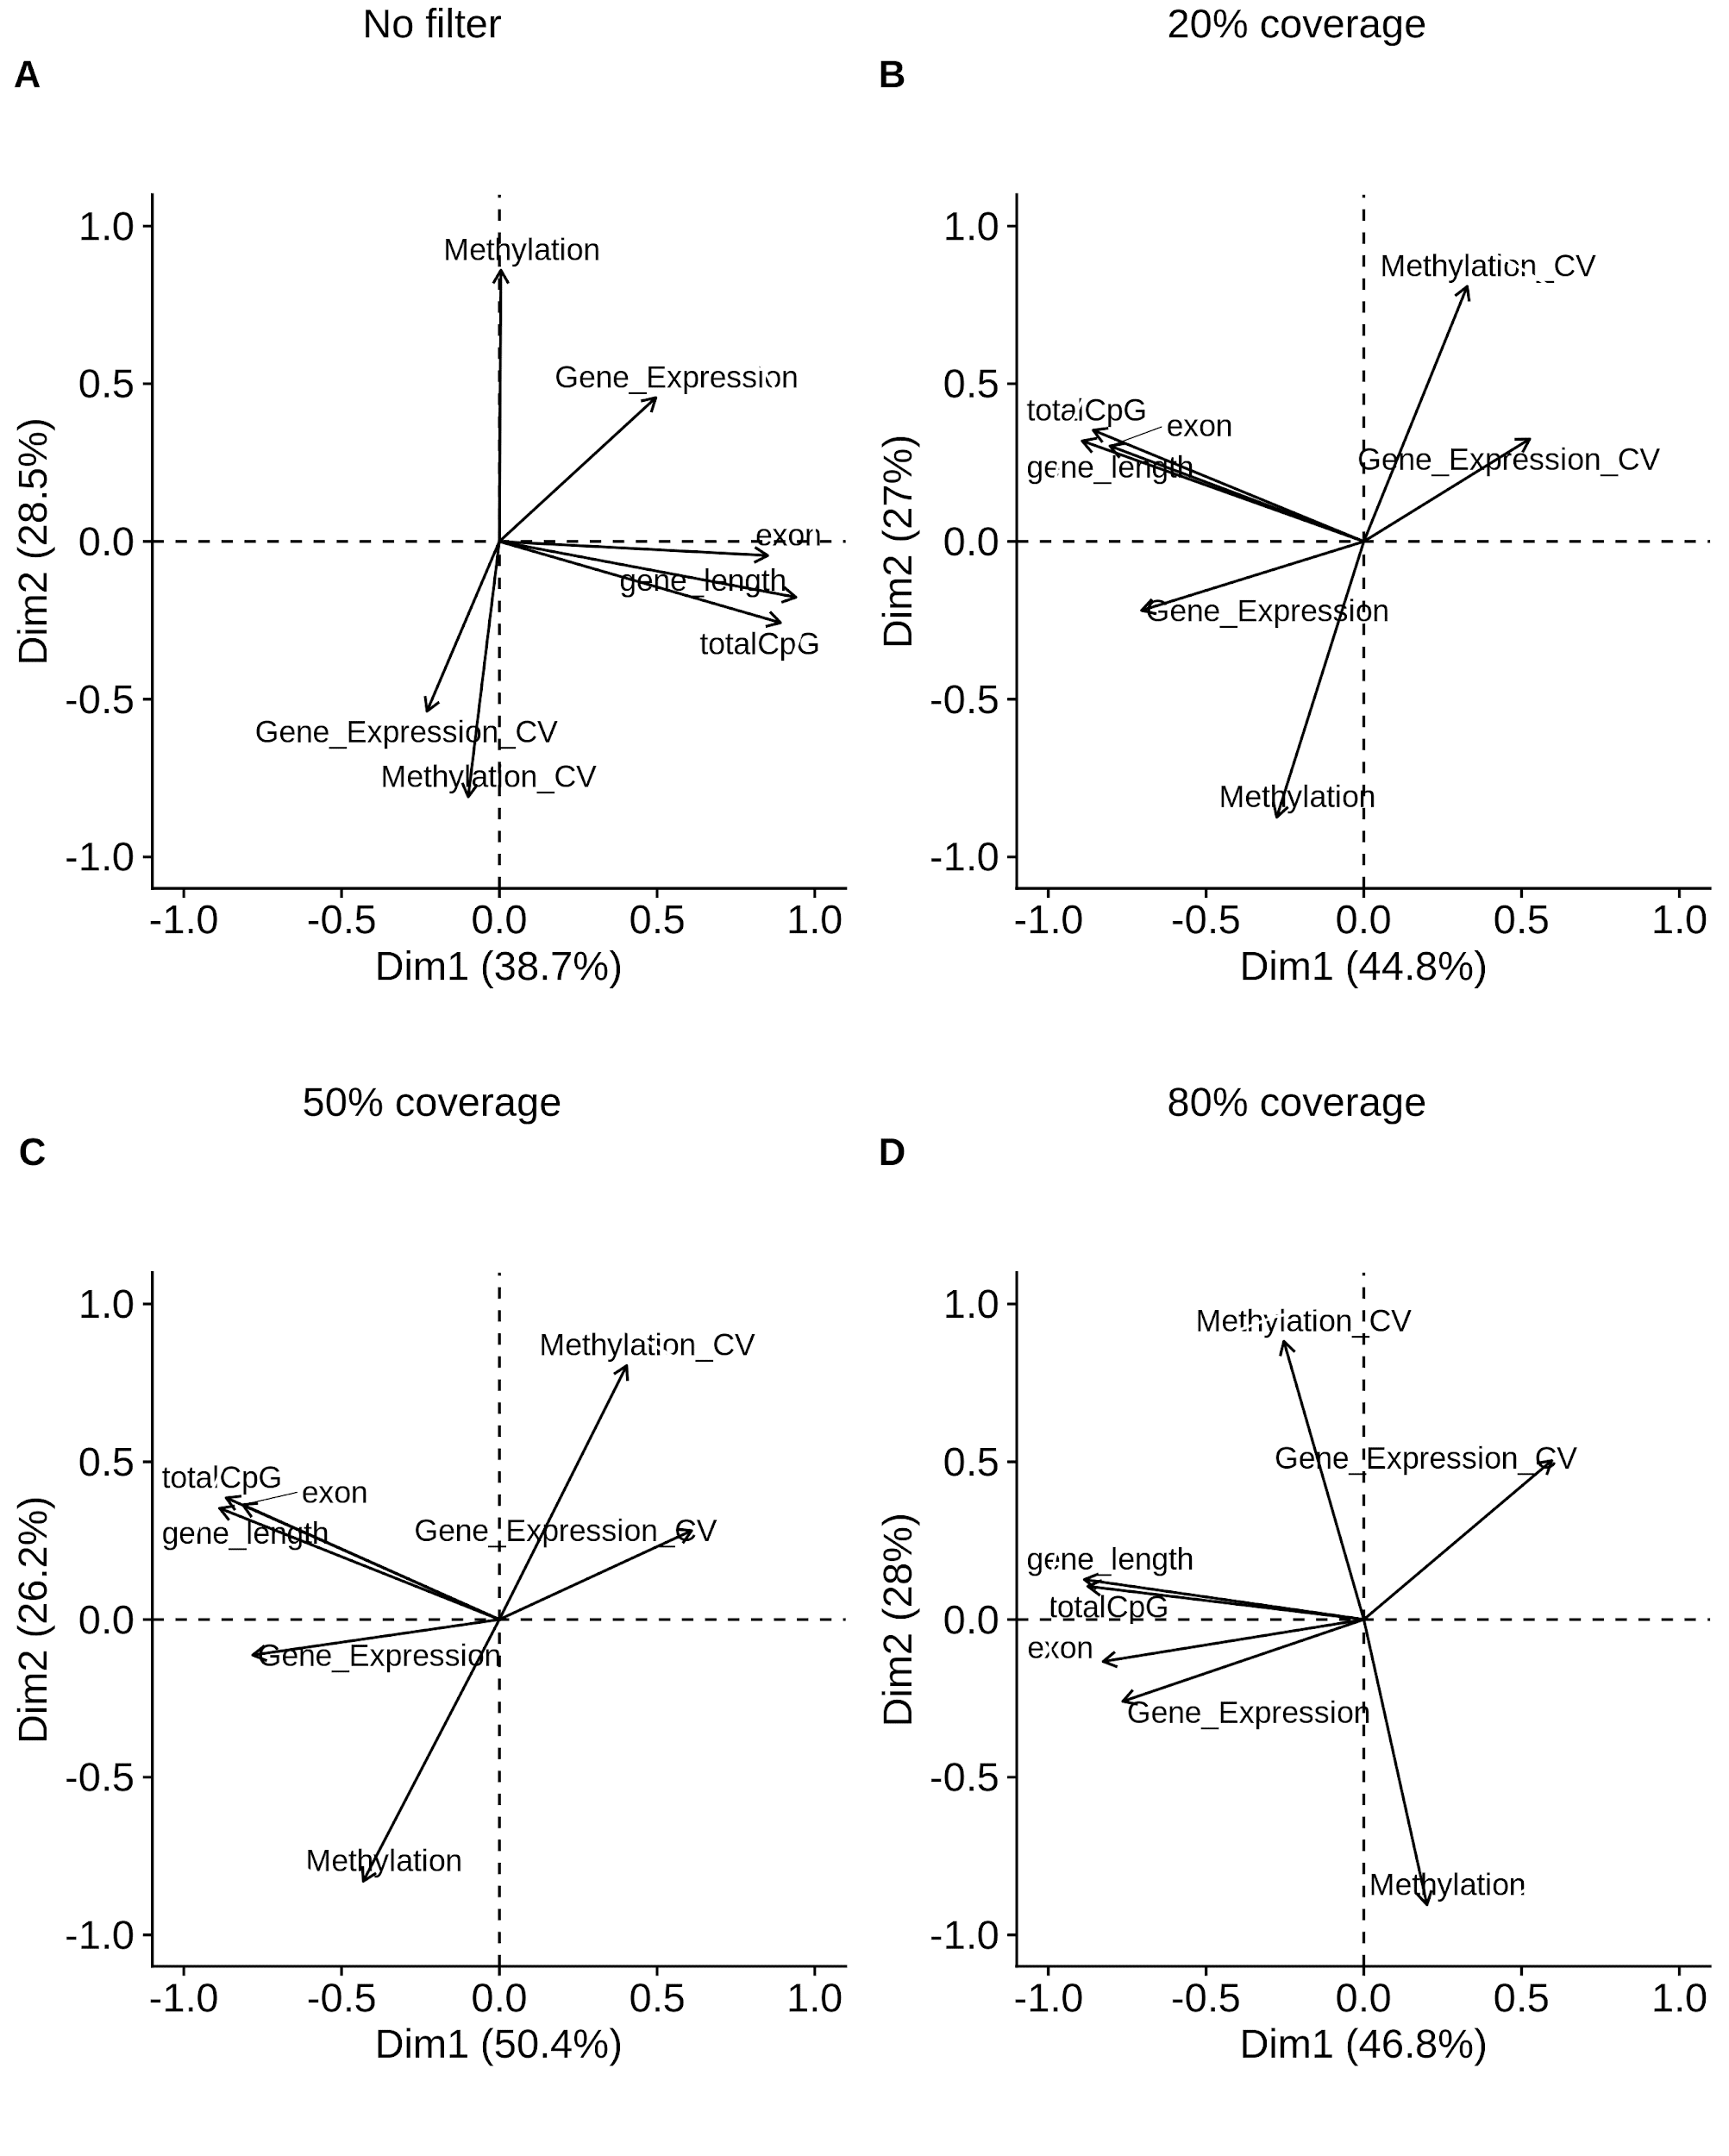 No filter
A
1.0
0.5
0.0
-0.5
-1.0
Dim2 (28.5%)
Methylation
Gene_Expression
exon
gene_length
totalCpG
Gene_Expression_CV
Methylation_CV
-1.0 -0.5 0.0 0.5 1.0
Dim1 (38.7%)
20% coverage
B
1.0
0.5
0.0
-0.5
-1.0
Dim2 (27%)
Methylation_CV
totalCpG
exon
gene_length
Gene_Expression_CV
Gene_Expression
Methylation
-1.0 -0.5 0.0 0.5 1.0
Dim1 (44.8%)
50% coverage
C
1.0
0.5
0.0
-0.5
-1.0
Dim2 (26.2%)
Methylation_CV
totalCpG
exon
gene_length
Gene_Expression_CV
Gene_Expression
Methylation
-1.0 -0.5 0.0 0.5 1.0
Dim1 (50.4%)
80% coverage
D
1.0
0.5
0.0
-0.5
-1.0
Dim2 (28%)
Methylation_CV
Gene_Expression_CV
gene_length
totalCpG
exon
Gene_Expression
Methylation
-1.0 -0.5 0.0 0.5 1.0
Dim1 (46.8%)